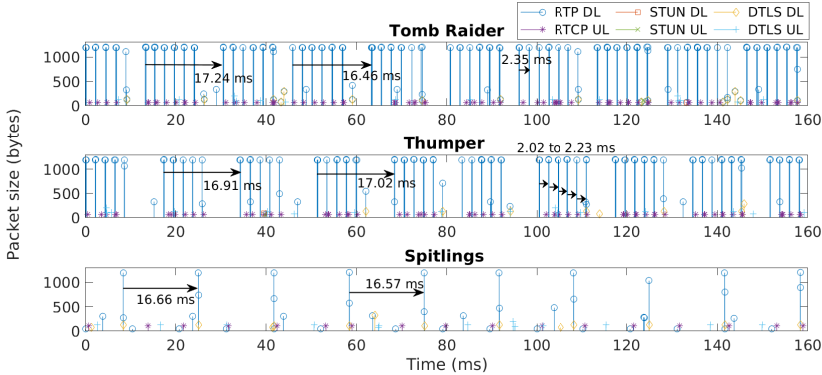 RTP DL STUN DL DTLS DL
RTCP UL STUN UL DTLS UL
Tomb Raider
1000
500
0
17.24 ms
16.46 ms
2.35 ms
0 20 40 60 80 100 120 140 160
Thumper
2.02 to 2.23 ms
1000
500
0
16.91 ms
17.02 ms
0 20 40 60 80 100 120 140 160
Packet size (bytes)
Spitlings
1000
500
0
16.66 ms
16.57 ms
0 20 40 60 80 100 120 140 160
Time (ms)